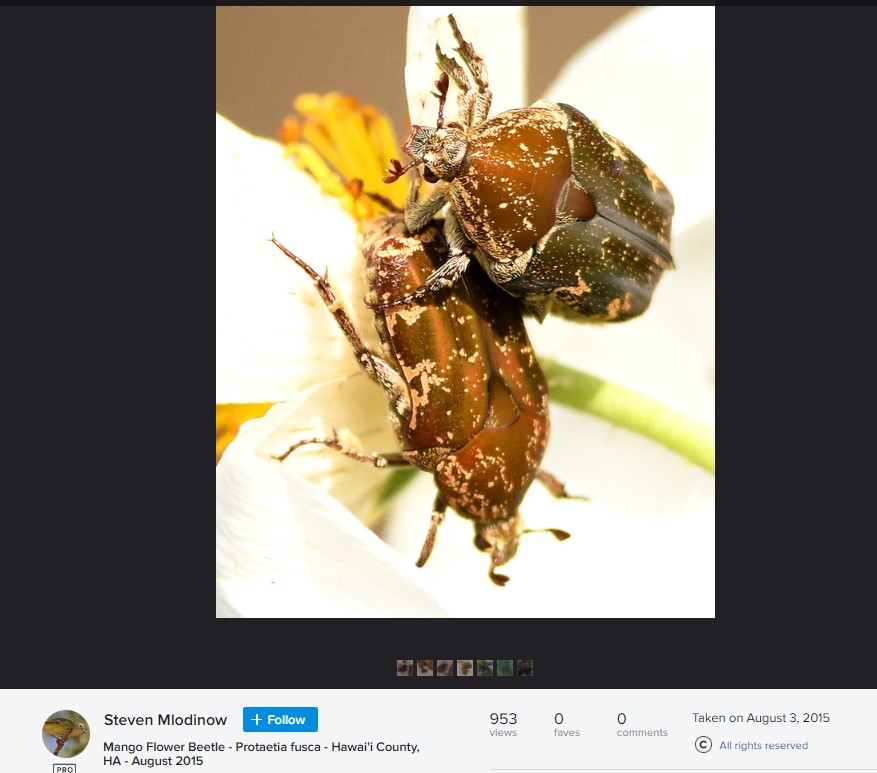 Steven Mlodinow
+ Follow
Mango Flower Beetle - Protaetia fusca - Hawai'i County,
HA - August 2015
PRO
953
views
0
faves
0
comments
Taken on August 3, 2015
© All rights reserved